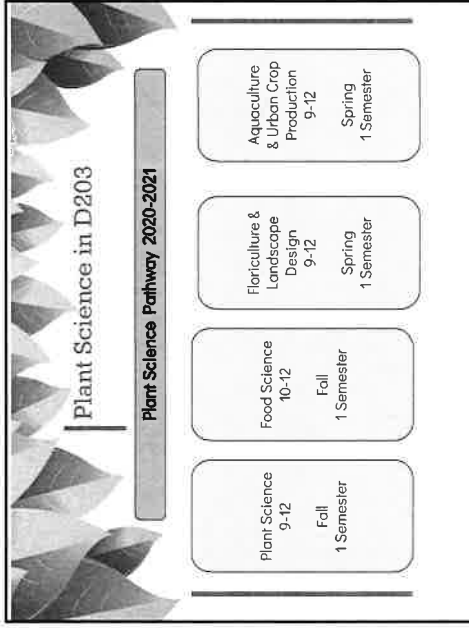 Plant Science in D203
Plant Science Pathway 2020-2021
Plant Science
9-12
Fall
1 Semester
Food Science
10-12
Fall
1 Semester
Floriculture &
Landscape
Design
9-12
Spring
1 Semester
Aquaculture
& Urban Crop
Production
9-12
Spring
1 Semester